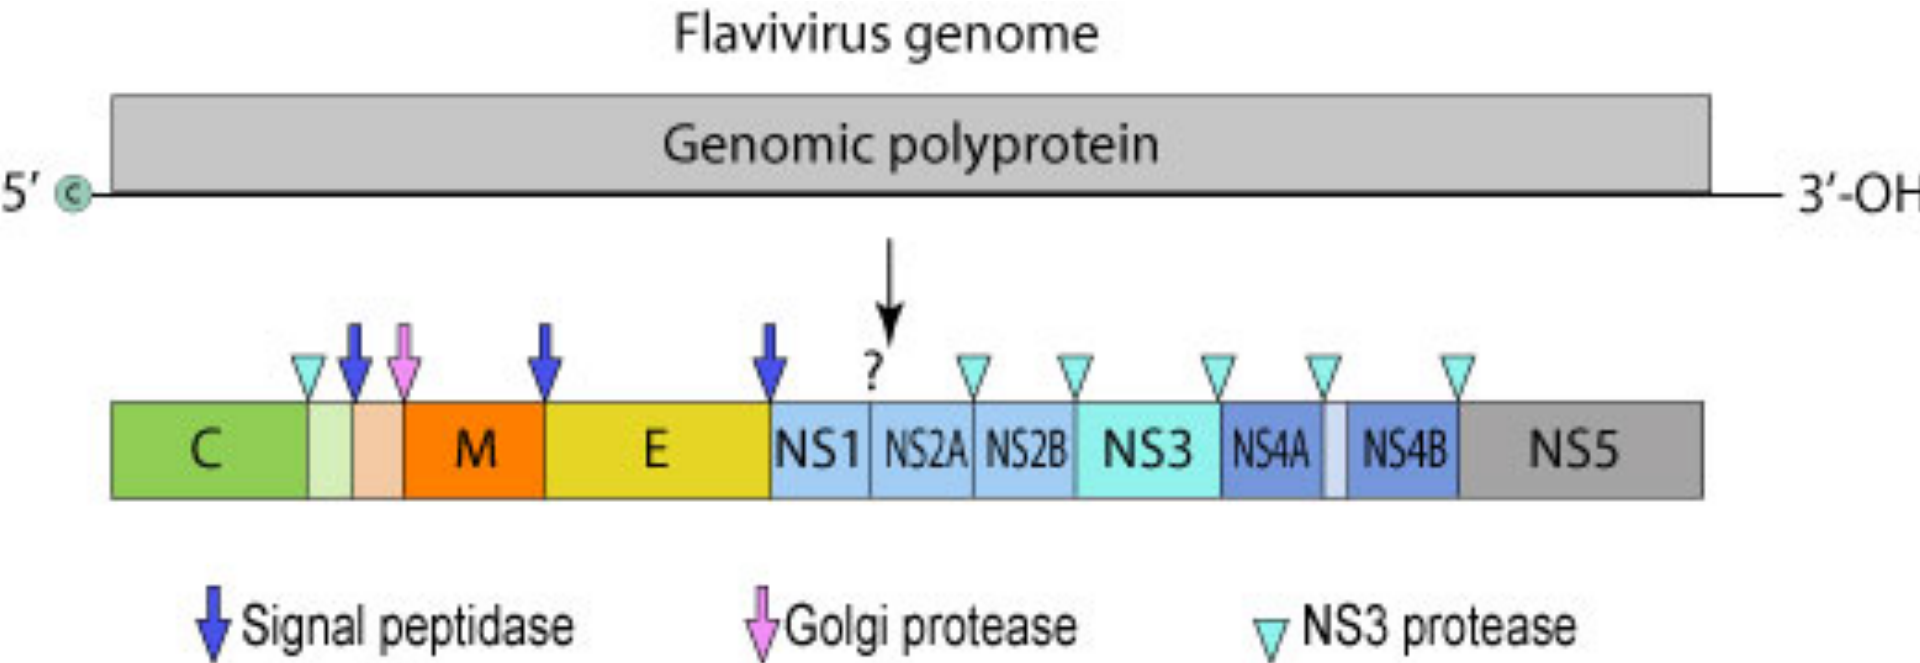 Flavivirus genome
Genomic polyprotein
5′ C 3′-OH
?
C M E NS1 NS2A NS2B NS3 NS4A NS4B NS5
Signal peptidase Golgi protease NS3 protease